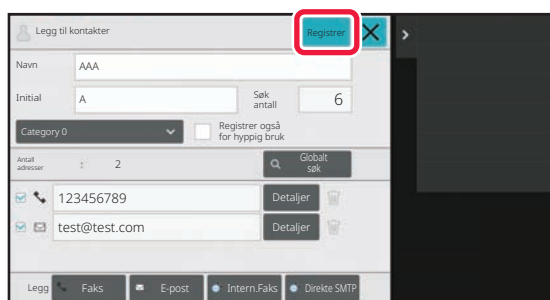 Legg til kontakter
Registrer
Navn
AAA
Initial
A
Søk
antall
6
Category 0
Registrer også
for hyppig bruk
Antall
adresser
:
2
Globalt
søk
123456789
Detaljer
test@test.com
Detaljer
Legg
Faks
E-post
Intern.Faks
Direkte SMTP